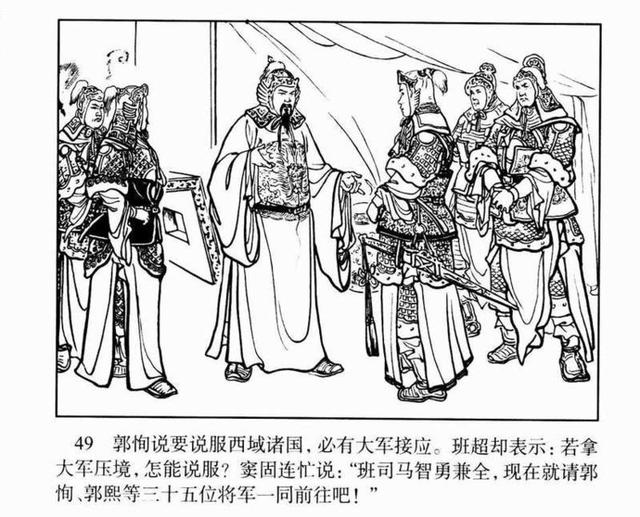 49 郭恂说要说服西域诸国，必有大军接应。班超却表示：若拿
大军压境，怎能说服？窦固连忙说：“班司马智勇兼全，现在就请郭
恂、郭熙等三十五位将军一同前往吧！”